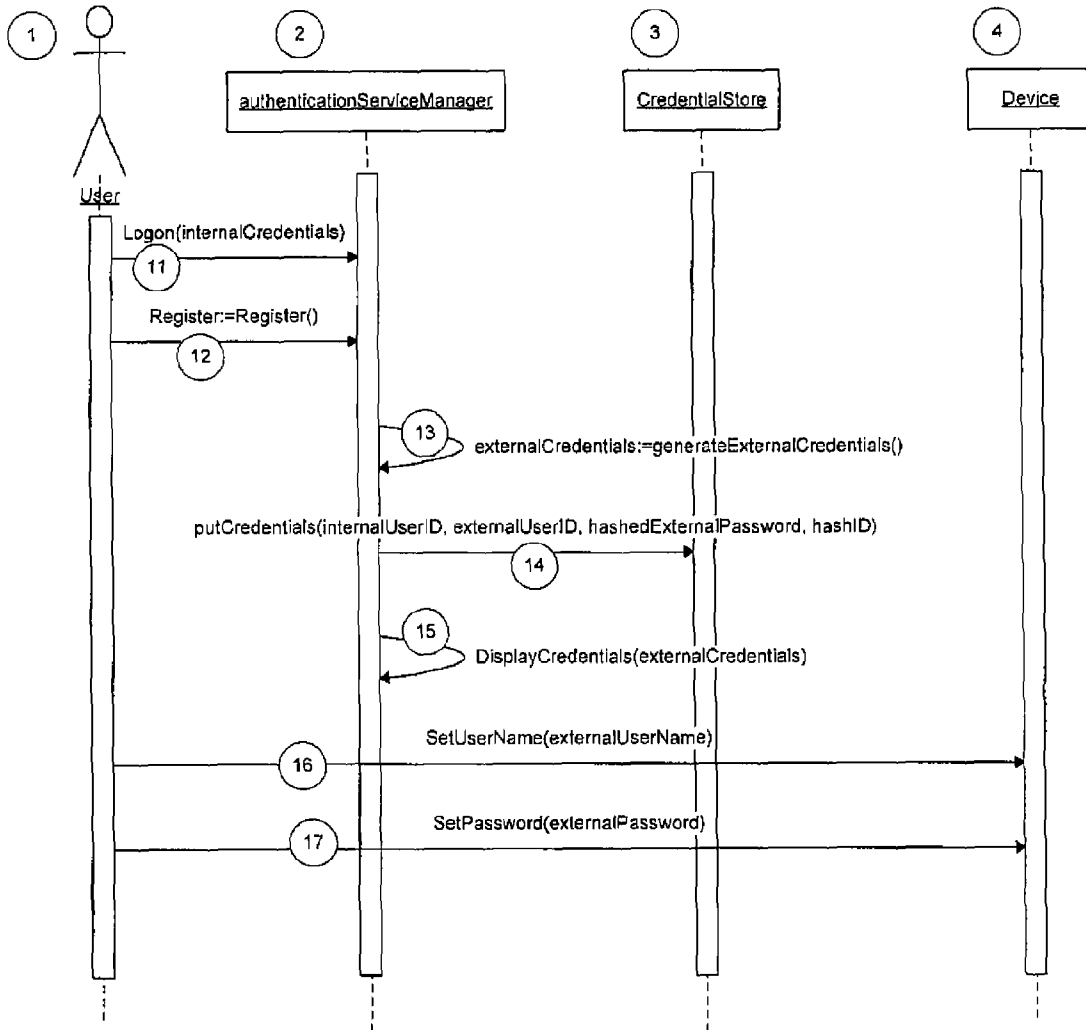 1
2
3
4
authenticationServiceManager
CredentialStore
Device
User
Logon(internalCredentials)
11
Register:=Register()
12
13
externalCredentials:=generateExternalCredentials()
putCredentials(internalUserID, externalUserID, hashedExternalPassword, hashID)
14
15
DisplayCredentials(externalCredentials)
SetUserName(externalUserName)
16
SetPassword(externalPassword)
17